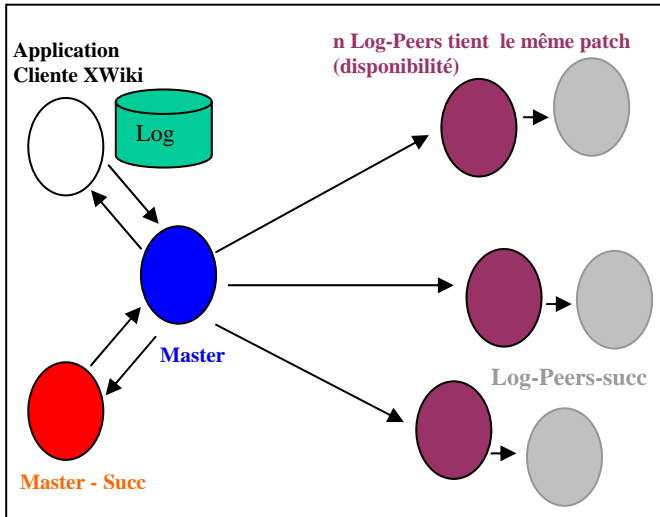 Application
Cliente XWiki
n Log-Peers tient le même patch
(disponibilité)
Log
Master
Log-Peers-succ
Master - Succ